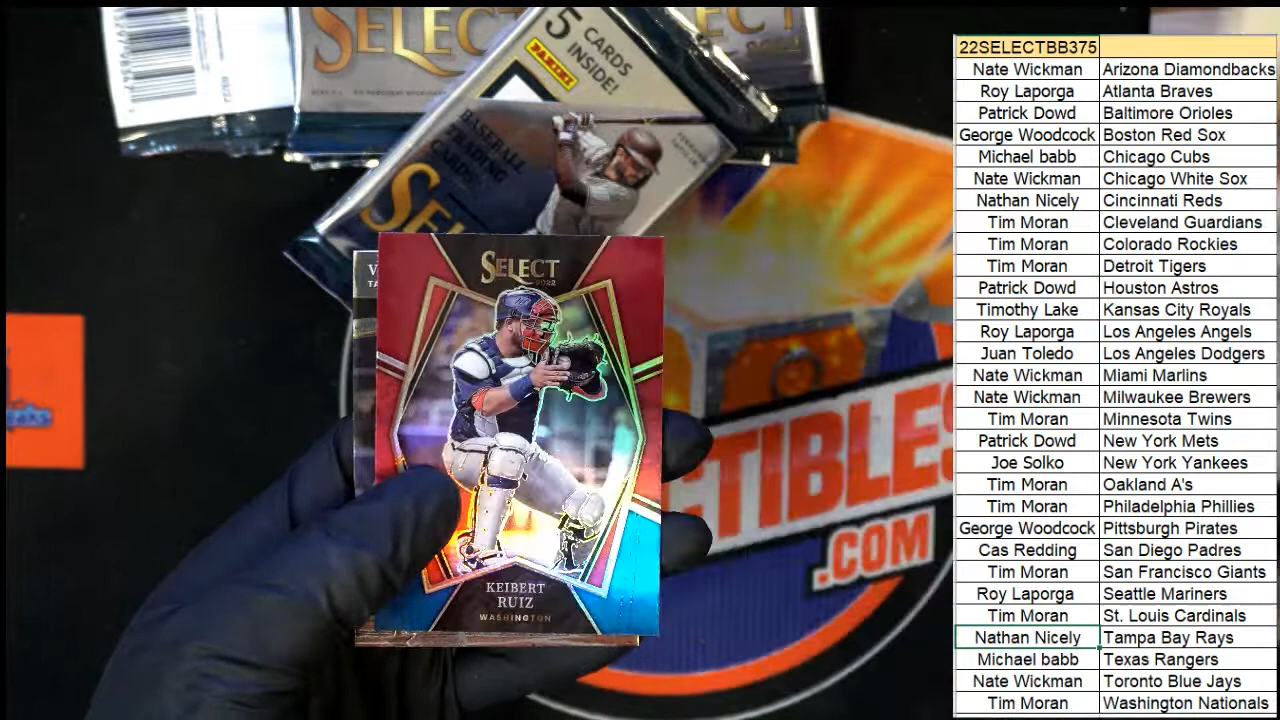 SELECT
5 CARDS
INSIDE!
PANINI
BASEBALL
TRADING
CARDS
SELECT
2022
KEIBERT
RUIZ
WASHINGTON
CTIBLES
.COM
22SELECTBB375
Nate Wickman Arizona Diamondbacks
Roy Laporga Atlanta Braves
Patrick Dowd Baltimore Orioles
George Woodcock Boston Red Sox
Michael babb Chicago Cubs
Nate Wickman Chicago White Sox
Nathan Nicely Cincinnati Reds
Tim Moran Cleveland Guardians
Tim Moran Colorado Rockies
Tim Moran Detroit Tigers
Patrick Dowd Houston Astros
Timothy Lake Kansas City Royals
Roy Laporga Los Angeles Angels
Juan Toledo Los Angeles Dodgers
Nate Wickman Miami Marlins
Nate Wickman Milwaukee Brewers
Tim Moran Minnesota Twins
Patrick Dowd New York Mets
Joe Solko New York Yankees
Tim Moran Oakland A's
Tim Moran Philadelphia Phillies
George Woodcock Pittsburgh Pirates
Cas Redding San Diego Padres
Tim Moran San Francisco Giants
Roy Laporga Seattle Mariners
Tim Moran St. Louis Cardinals
Nathan Nicely Tampa Bay Rays
Michael babb Texas Rangers
Nate Wickman Toronto Blue Jays
Tim Moran Washington Nationals